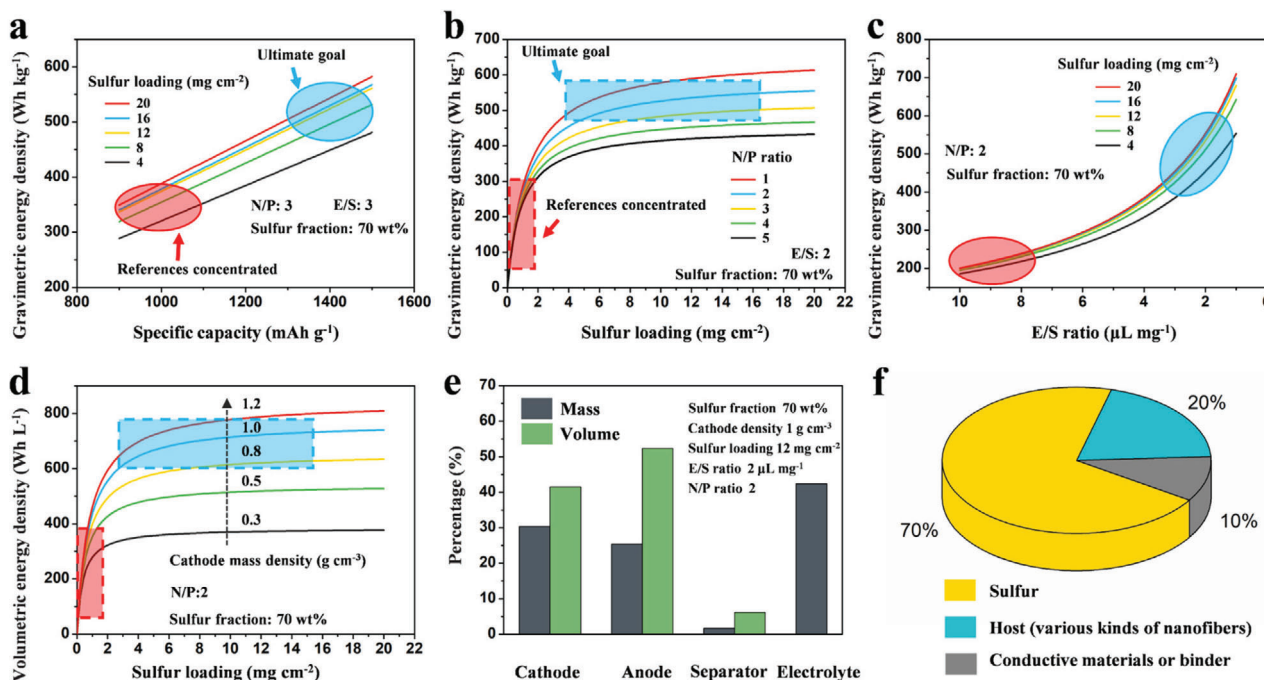 a
Gravimetric energy density (Wh kg⁻¹)
600
500
400
300
200
800
1000
1200
1400
1600
Specific capacity (mAh g⁻¹)
Ultimate goal
Sulfur loading (mg cm⁻²)
20
16
12
8
4
N/P: 3
E/S: 3
Sulfur fraction: 70 wt%
References concentrated
b
Gravimetric energy density (Wh kg⁻¹)
700
600
500
400
300
200
100
0
0
2
4
6
8
10
12
14
16
18
20
22
Sulfur loading (mg cm⁻²)
Ultimate goal
N/P ratio
1
2
3
4
5
References concentrated
E/S: 2
Sulfur fraction: 70 wt%
c
Gravimetric energy density (Wh kg⁻¹)
800
700
600
500
400
300
200
10
8
6
4
2
0
E/S ratio (µL mg⁻¹)
Sulfur loading (mg cm⁻²)
20
16
12
8
4
N/P: 2
Sulfur fraction: 70 wt%
d
Volumetric energy density (Wh L⁻¹)
800
600
400
200
0
0
2
4
6
8
10
12
14
16
18
20
22
Sulfur loading (mg cm⁻²)
1.2
1.0
0.8
0.5
0.3
Cathode mass density (g cm⁻³)
N/P:2
Sulfur fraction: 70 wt%
e
Percentage (%)
70
60
50
40
30
20
10
0
Mass
Volume
Sulfur fraction 70 wt%
Cathode density 1 g cm⁻³
Sulfur loading 12 mg cm⁻²
E/S ratio 2 µL mg⁻¹
N/P ratio 2
Cathode
Anode
Separator
Electrolyte
f
20%
70%
10%
Sulfur
Host (various kinds of nanofibers)
Conductive materials or binder